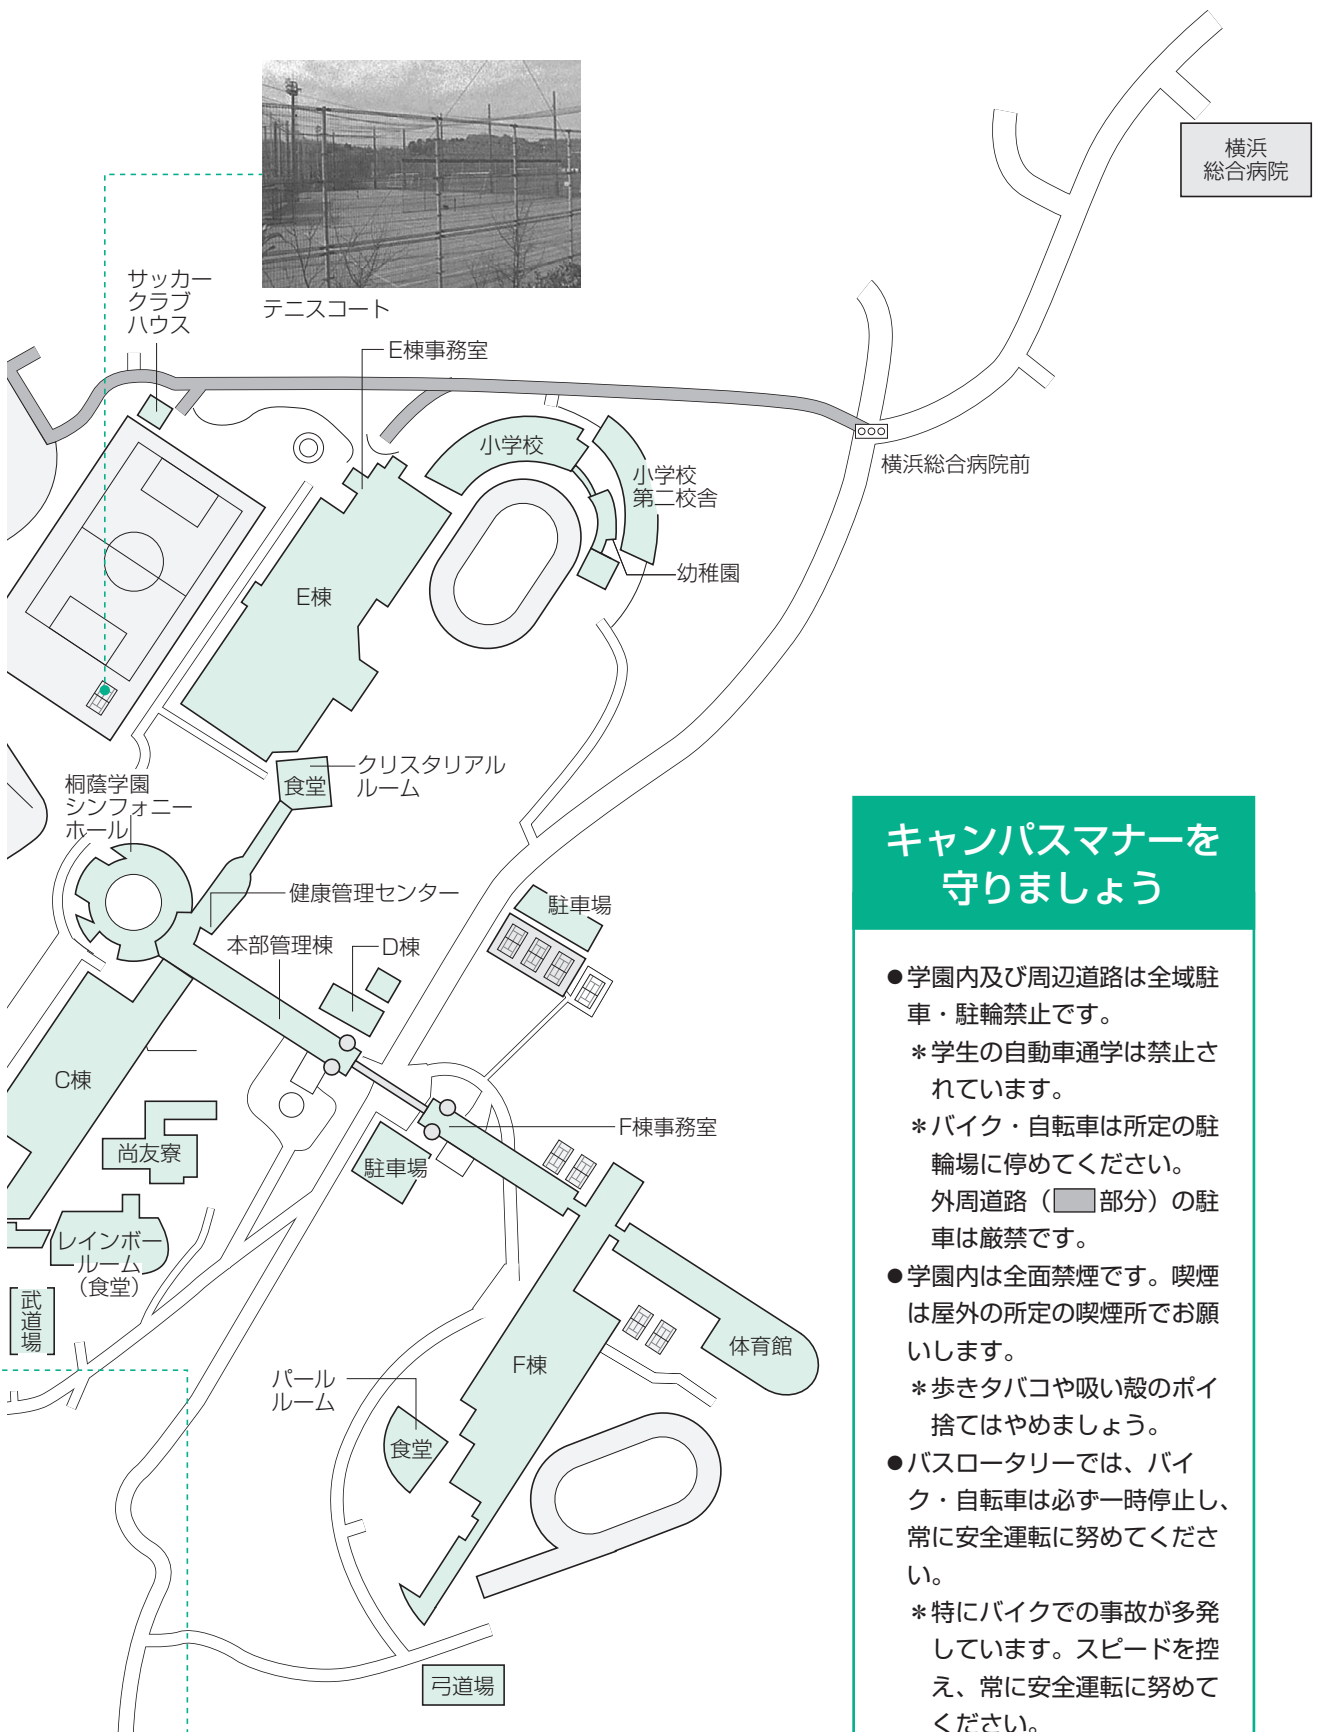 横浜
総合病院
テニスコート
サッカー
クラブ
ハウス
E棟事務室
小学校
小学校
第二校舎
横浜総合病院前
幼稚園
E棟
クリスタリアル
ルーム
食堂
桐蔭学園
シンフォニー
ホール
健康管理センター
本部管理棟
D棟
駐車場
C棟
尚友寮
F棟事務室
駐車場
レインボー
ルーム
(食堂)
武道場
体育館
F棟
パール
ルーム
食堂
弓道場
キャンパスマナーを
守りましょう
●学園内及び周辺道路は全域駐
車・駐輪禁止です。
＊学生の自動車通学は禁止さ
れています。
＊バイク・自転車は所定の駐
輪場に停めてください。
外周道路（　部分）の駐
車は厳禁です。
●学園内は全面禁煙です。喫煙
は屋外の所定の喫煙所でお願
いします。
＊歩きタバコや吸い殻のポイ
捨てはやめましょう。
●バスロータリーでは、バイ
ク・自転車は必ず一時停止し、
常に安全運転に努めてくださ
い。
＊特にバイクでの事故が多発
しています。スピードを控
え、常に安全運転に努めて
ください。